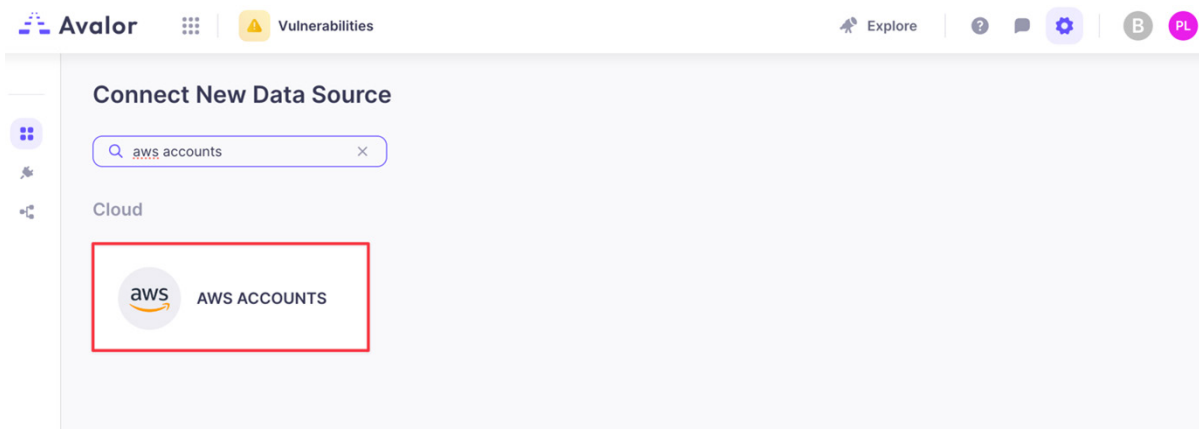 Avalor Vulnerabilities Explore ? B PL
Connect New Data Source
aws accounts
Cloud
aws AWS ACCOUNTS